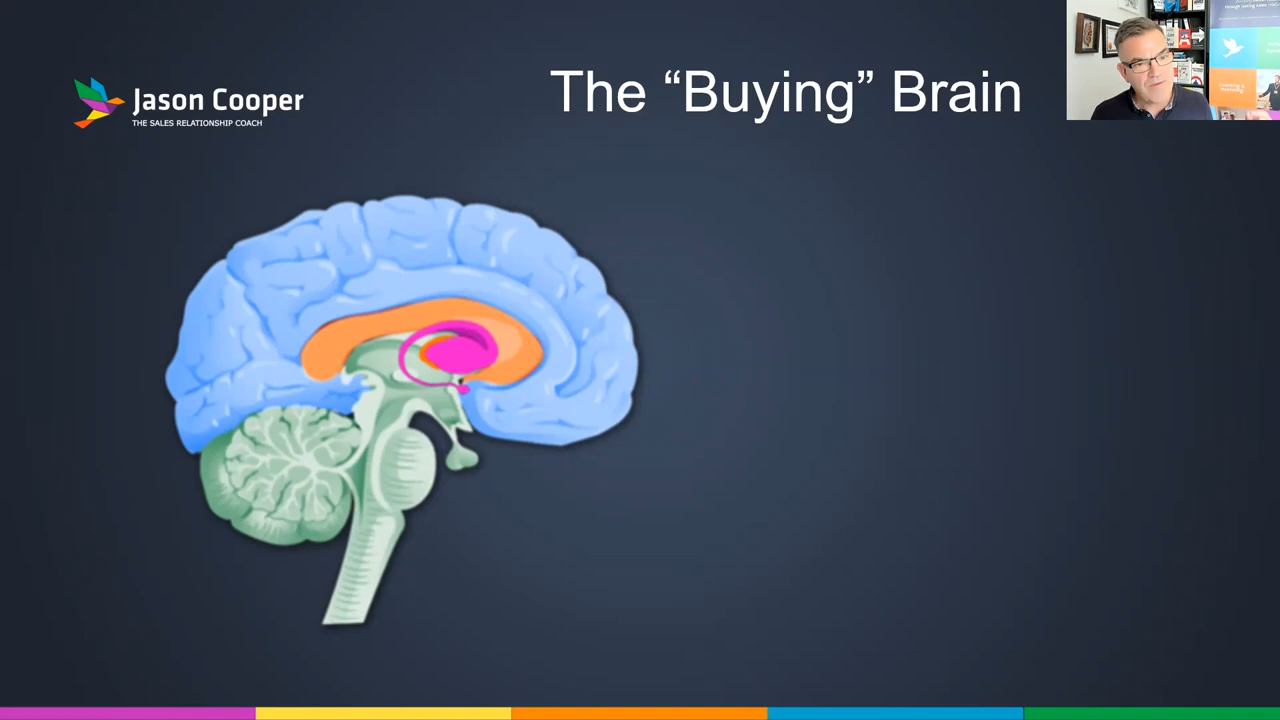 The “Buying” Brain
Jason Cooper
THE SALES RELATIONSHIP COACH